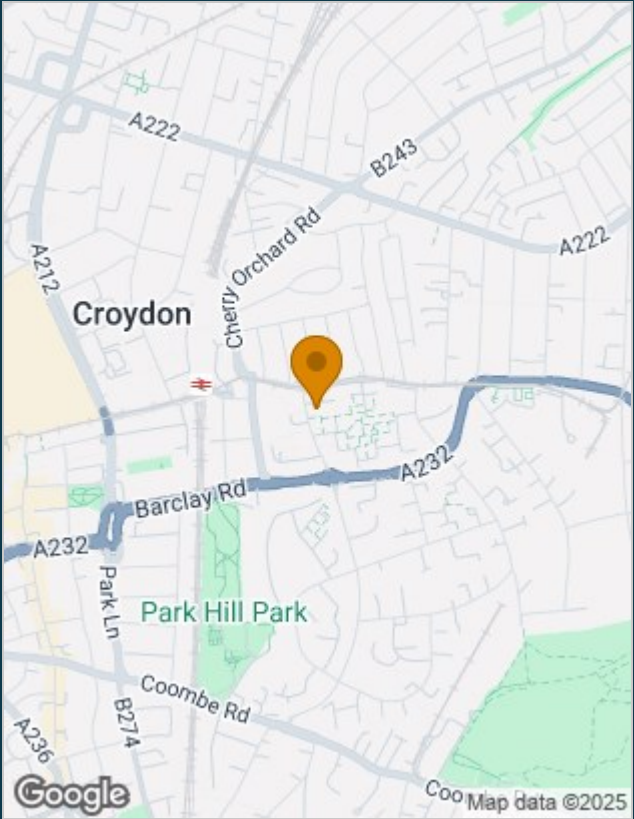 A222
B243
Cherry Orchard Rd
A222
A212
Croydon
A232
Barclay Rd
A232
Park Ln
Park Hill Park
Coombe Rd
B274
A236
Google
Map data ©2025